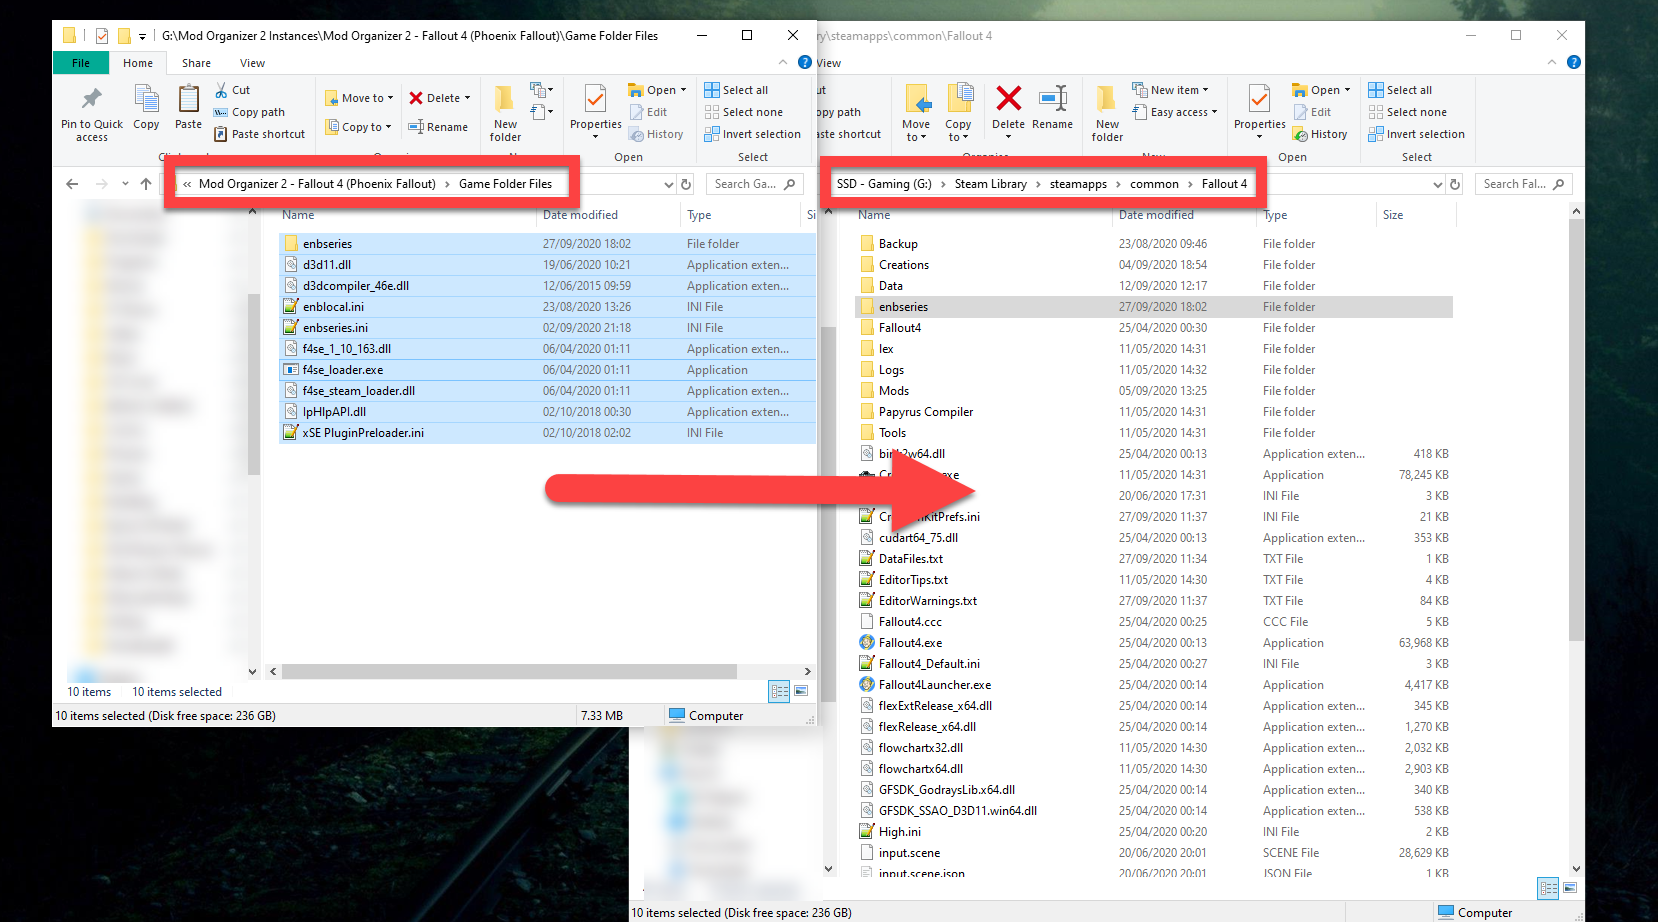 G:\Mod Organizer 2 Instances\Mod Organizer 2 - Fallout 4 (Phoenix Fallout)\Game Folder Files
File Home Share View
Pin to Quick access
Copy
Paste
Cut
Copy path
Paste shortcut
Move to
Copy to
Delete
Rename
New folder
Properties
Open
Edit
History
Open
Select all
Select none
Invert selection
Select
« Mod Organizer 2 - Fallout 4 (Phoenix Fallout) > Game Folder Files
Search Ga...
Name Date modified Type Si
enbseries 27/09/2020 18:02 File folder
d3d11.dll 19/06/2020 10:21 Application exten...
d3dcompiler_46e.dll 12/06/2015 09:59 Application exten...
enblocal.ini 23/08/2020 13:26 INI File
enbseries.ini 02/09/2020 21:18 INI File
f4se_1_10_163.dll 06/04/2020 01:11 Application exten...
f4se_loader.exe 06/04/2020 01:11 Application
f4se_steam_loader.dll 06/04/2020 01:11 Application exten...
IpHlpAPI.dll 02/10/2018 00:30 Application exten...
xSE PluginPreloader.ini 02/10/2018 02:02 INI File
10 items 10 items selected
10 items selected (Disk free space: 236 GB) 7.33 MB Computer
ry\steamapps\common\Fallout 4
View
ut
opy path
aste shortcut
Move to
Copy to
Delete
Rename
New folder
New item
Easy access
Properties
Open
Edit
History
Open
Select all
Select none
Invert selection
Select
SSD - Gaming (G:) > Steam Library > steamapps > common > Fallout 4
Search Fal...
Name Date modified Type Size
Backup 23/08/2020 09:46 File folder
Creations 04/09/2020 18:54 File folder
Data 12/09/2020 12:17 File folder
enbseries 27/09/2020 18:02 File folder
Fallout4 25/04/2020 00:30 File folder
lex 11/05/2020 14:31 File folder
Logs 11/05/2020 14:32 File folder
Mods 05/09/2020 13:25 File folder
Papyrus Compiler 11/05/2020 14:31 File folder
Tools 11/05/2020 14:31 File folder
25/04/2020 00:13 Application exten... 418 KB
11/05/2020 14:31 Application 78,245 KB
20/06/2020 17:31 INI File 3 KB
27/09/2020 11:37 INI File 21 KB
cudart64_75.dll 25/04/2020 00:13 Application exten... 353 KB
DataFiles.txt 27/09/2020 11:34 TXT File 1 KB
EditorTips.txt 11/05/2020 14:30 TXT File 4 KB
EditorWarnings.txt 27/09/2020 11:37 TXT File 84 KB
Fallout4.ccc 25/04/2020 00:25 CCC File 5 KB
Fallout4.exe 25/04/2020 00:13 Application 63,968 KB
Fallout4_Default.ini 25/04/2020 00:27 INI File 3 KB
Fallout4Launcher.exe 25/04/2020 00:14 Application 4,417 KB
flexExtRelease_x64.dll 25/04/2020 00:14 Application exten... 345 KB
flexRelease_x64.dll 25/04/2020 00:14 Application exten... 1,270 KB
flowchartx32.dll 11/05/2020 14:30 Application exten... 2,032 KB
flowchartx64.dll 11/05/2020 14:30 Application exten... 2,903 KB
GFSDK_GodraysLib.x64.dll 25/04/2020 00:14 Application exten... 340 KB
GFSDK_SSAO_D3D11.win64.dll 25/04/2020 00:14 Application exten... 538 KB
High.ini 25/04/2020 00:20 INI File 2 KB
input.scene 20/06/2020 20:01 SCENE File 28,629 KB
input.scene.json 20/06/2020 20:01 JSON File 1 KB
10 items selected (Disk free space: 236 GB) Computer